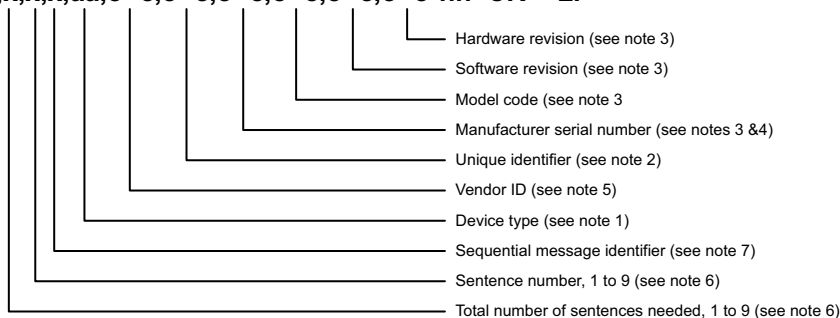 Hardware revision (see note 3)
Software revision (see note 3)
Model code (see note 3
Manufacturer serial number (see notes 3 &4)
Unique identifier (see note 2)
Vendor ID (see note 5)
Device type (see note 1)
Sequential message identifier (see note 7)
Sentence number, 1 to 9 (see note 6)
Total number of sentences needed, 1 to 9 (see note 6)